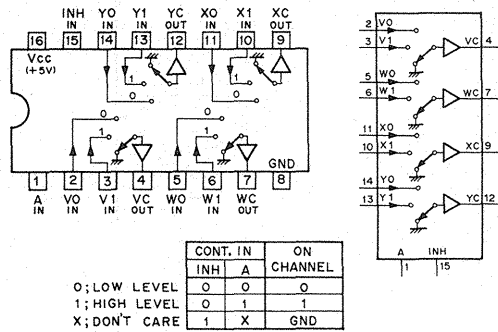 INH YO Y1 YC XO X1 XC
IN IN IN OUT IN IN OUT
16 15 14 13 12 11 10 9
VCC
(+5V)
1 1
0 0
0 0
1 1
GND
1 2 3 4 5 6 7 8
A VO V1 VC WO W1 WC
IN IN IN OUT IN IN OUT
2 VO
3 V1
VC 4
5 WO
6 W1
WC 7
11 XO
10 X1
XC 9
14 YO
13 Y1
YC 12
A INH
1 15
CONT. IN ON CHANNEL
INH A
O; LOW LEVEL 0 0 0
1; HIGH LEVEL 0 1 1
X; DON'T CARE 1 X GND